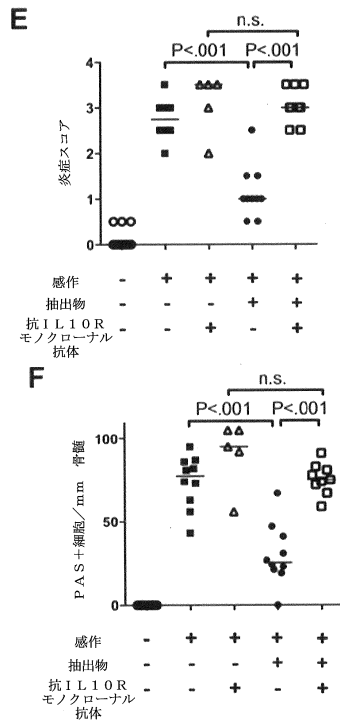 E
n.s.
P<.001 P<.001
4
3
2
1
0
炎症スコア
感作 - + + + +
抽出物 - - - + +
抗IL10R
モノクローナル - - + - +
抗体
F
n.s.
P<.001 P<.001
100
50
0
PAS+細胞/mm 骨髄
感作 - + + + +
抽出物 - - - + +
抗IL10R
モノクローナル - - + - +
抗体